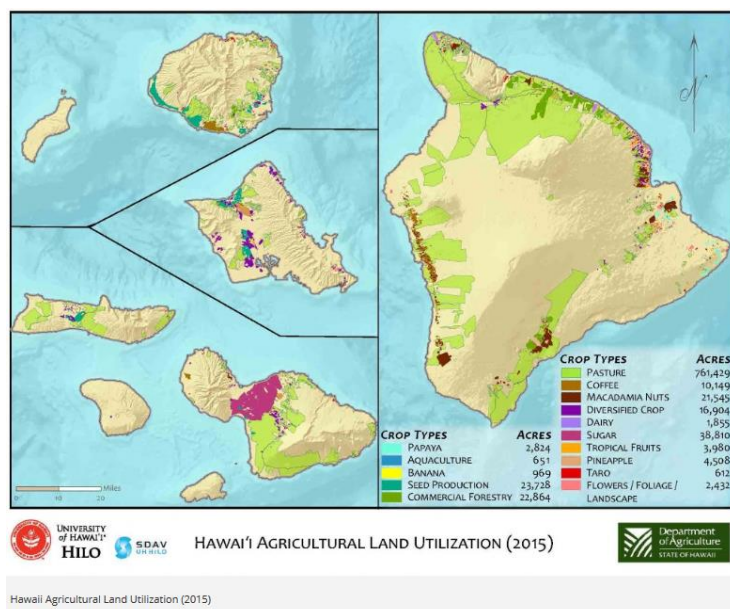 N
Miles
0
10
20
CROP TYPES ACRES
PAPAYA 2,824
AQUACULTURE 651
BANANA 969
SEED PRODUCTION 23,728
COMMERCIAL FORESTRY 22,864
CROP TYPES ACRES
PASTURE 761,429
COFFEE 10,149
MACADAMIA NUTS 21,545
DIVERSIFIED CROP 16,904
DAIRY 1,855
SUGAR 38,810
TROPICAL FRUITS 3,980
PINEAPPLE 4,508
TARO 612
FLOWERS / FOLIAGE / 2,432
LANDSCAPE
UNIVERSITY
OF HAWAI‘I®
HILO
SDAV
UH HILO
HAWAI‘I AGRICULTURAL LAND UTILIZATION (2015)
Department
of Agriculture
STATE OF HAWAII
Hawaii Agricultural Land Utilization (2015)